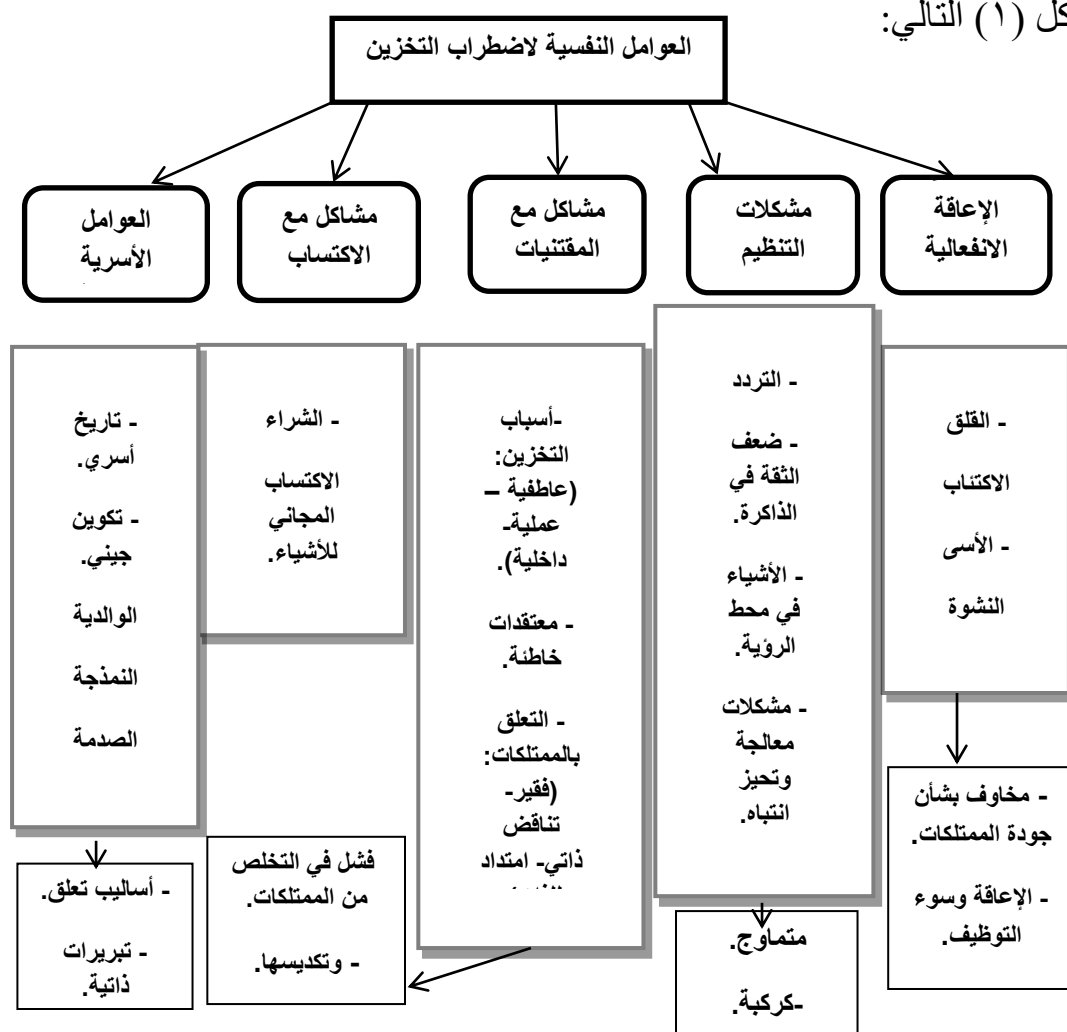 كل (١) التالي:
العوامل النفسية لاضطراب التخزين
الإعاقة
الانفعالية
مشكلات
التنظيم
مشاكل مع
المقتنيات
مشاكل مع
الاكتساب
العوامل
الأسرية
- القلق
الاكتئاب
- الأسى
النشوة
- التردد
- ضعف
الثقة في
الذاكرة.
- الأشياء
في محط
الرؤية.
- مشكلات
معالجة
وتحيز
انتباه.
-أسباب
التخزين:
(عاطفية –
عملية-
داخلية).
- معتقدات
خاطئة.
- التعلق
بالممتلكات:
(فقير-
تناقض
ذاتي- امتداد
- الشراء
الاكتساب
المجاني
للأشياء.
- تاريخ
أسري.
- تكوين
جيني.
الوالدية
النمذجة
الصدمة
- مخاوف بشأن
جودة الممتلكات.
- الإعاقة وسوء
التوظيف.
متماوج.
-كركبة.
فشل في التخلص
من الممتلكات.
- وتكديسها.
- أساليب تعلق.
- تبريرات
ذاتية.